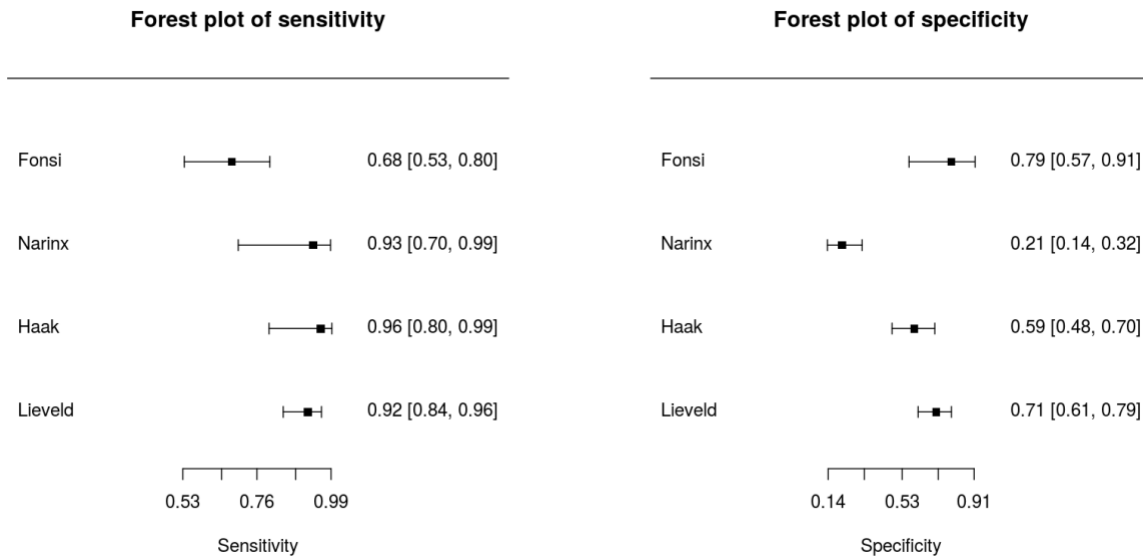 Forest plot of sensitivity
Fonsi 0.68 [0.53, 0.80]
Narinx 0.93 [0.70, 0.99]
Haak 0.96 [0.80, 0.99]
Lieveld 0.92 [0.84, 0.96]
0.53 0.76 0.99
Sensitivity
Forest plot of specificity
Fonsi 0.79 [0.57, 0.91]
Narinx 0.21 [0.14, 0.32]
Haak 0.59 [0.48, 0.70]
Lieveld 0.71 [0.61, 0.79]
0.14 0.53 0.91
Specificity